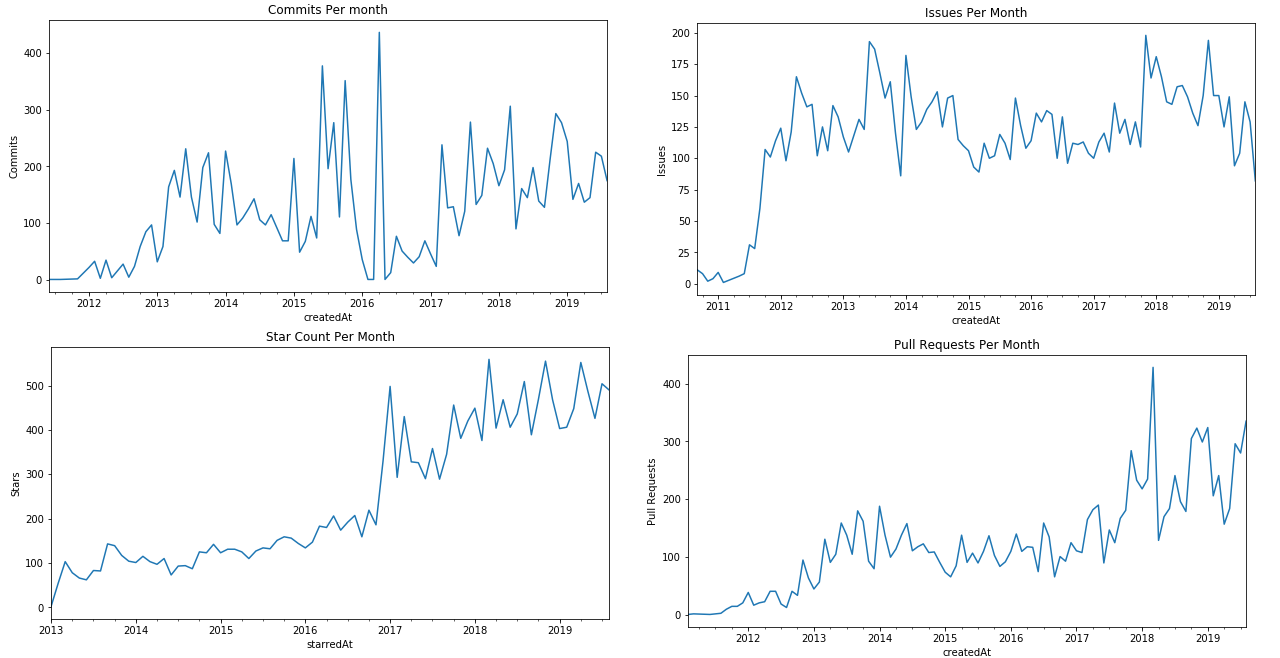 Commits Per month
400
300
200
100
0
Commits
2012 2013 2014 2015 2016 2017 2018 2019
createdAt
Issues Per Month
200
175
150
125
100
75
50
25
0
Issues
2011 2012 2013 2014 2015 2016 2017 2018 2019
createdAt
Star Count Per Month
500
400
300
200
100
0
Stars
2013 2014 2015 2016 2017 2018 2019
starredAt
Pull Requests Per Month
400
300
200
100
0
Pull Requests
2012 2013 2014 2015 2016 2017 2018 2019
createdAt